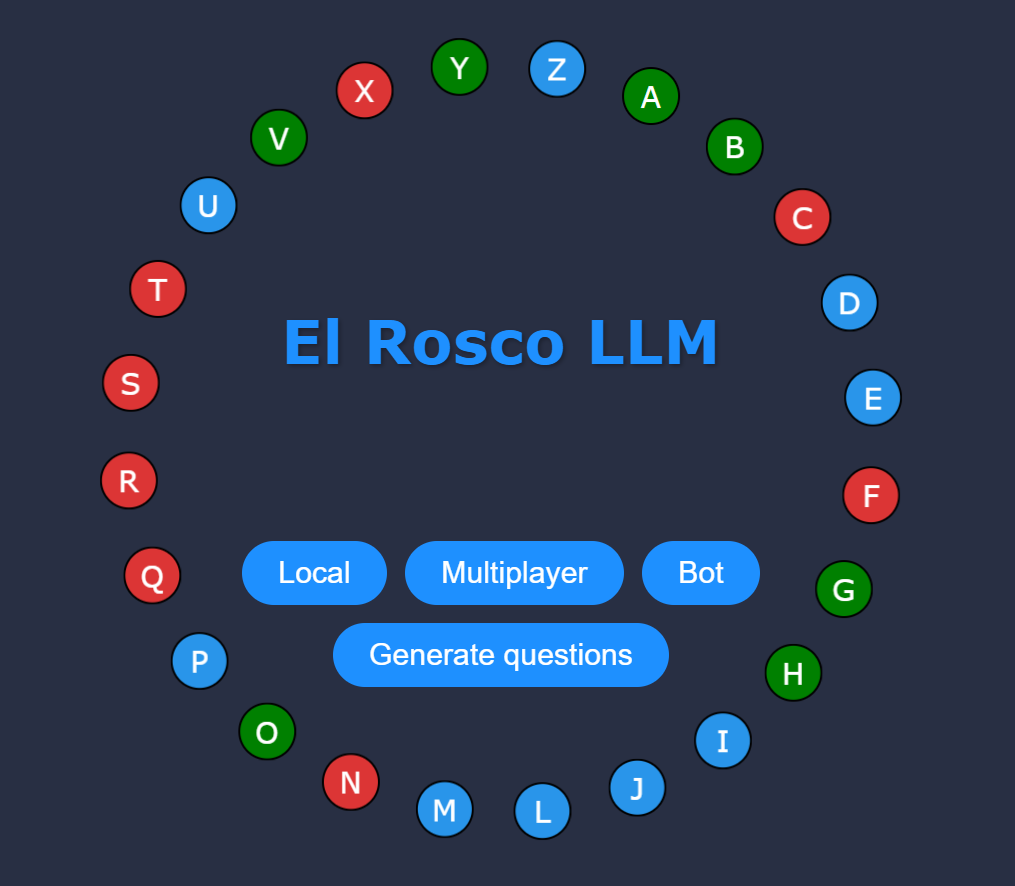 A
B
C
D
E
F
G
H
I
J
L
M
N
O
P
Q
R
S
T
U
V
X
Y
Z
El Rosco LLM
Local
Multiplayer
Bot
Generate questions